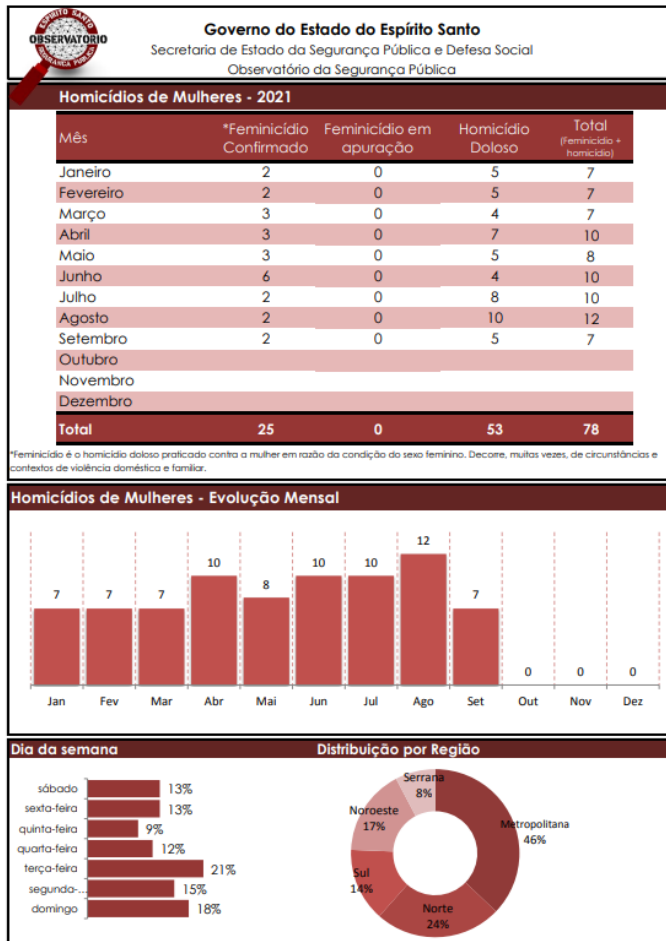 ESPÍRITO SANTO
OBSERVATÓRIO
SEGURANÇA PÚBLICA
Governo do Estado do Espírito Santo
Secretaria de Estado da Segurança Pública e Defesa Social
Observatório da Segurança Pública
Homicídios de Mulheres - 2021
Mês *Feminicídio Confirmado Feminicídio em apuração Homicídio Doloso Total (Feminicídio + homicídio)
Janeiro 2 0 5 7
Fevereiro 2 0 5 7
Março 3 0 4 7
Abril 3 0 7 10
Maio 3 0 5 8
Junho 6 0 4 10
Julho 2 0 8 10
Agosto 2 0 10 12
Setembro 2 0 5 7
Outubro
Novembro
Dezembro
Total 25 0 53 78
*Feminicídio é o homicídio doloso praticado contra a mulher em razão da condição do sexo feminino. Decorre, muitas vezes, de circunstâncias e
contextos de violência doméstica e familiar.
Homicídios de Mulheres - Evolução Mensal
7 7 7 10 8 10 10 12 7 0 0 0
Jan Fev Mar Abr Mai Jun Jul Ago Set Out Nov Dez
Dia da semana
sábado 13%
sexta-feira 13%
quinta-feira 9%
quarta-feira 12%
terça-feira 21%
segunda-... 15%
domingo 18%
Distribuição por Região
Serrana
8%
Noroeste
17%
Metropolitana
46%
Sul
14%
Norte
24%